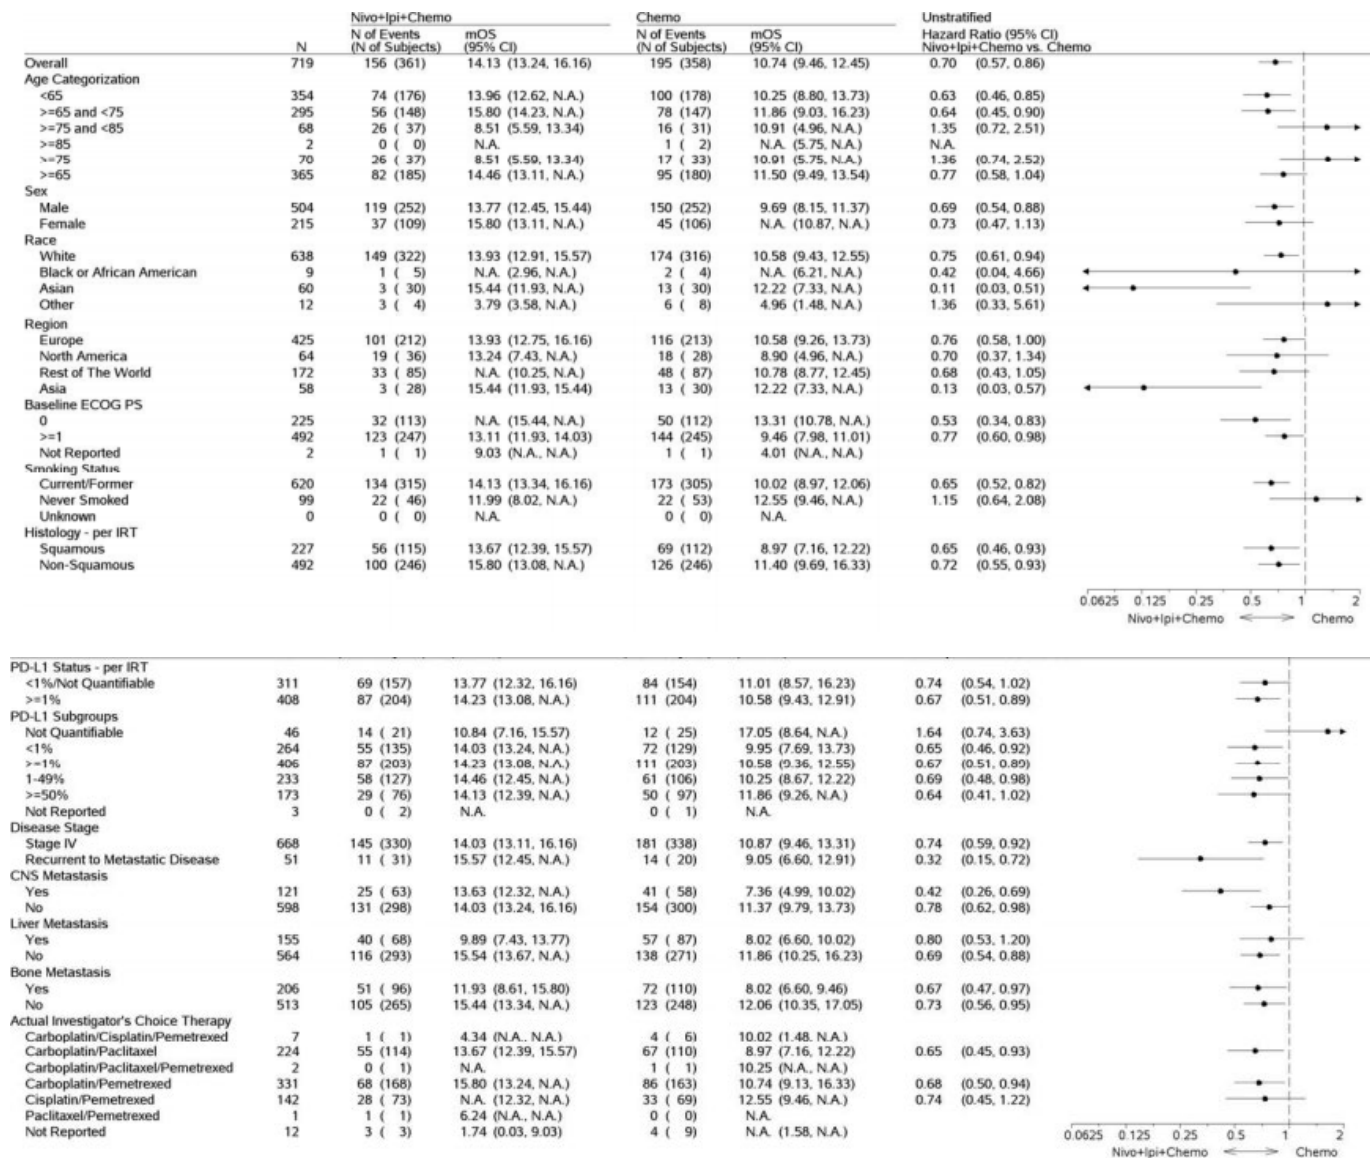 Nivo+Ipi+Chemo Chemo Unstratified
N of Events mOS N of Events mOS Hazard Ratio (95% CI)
N (N of Subjects) (95% CI) (N of Subjects) (95% CI) Nivo+Ipi+Chemo vs. Chemo
Overall 719 156 (361) 14.13 (13.24, 16.16) 195 (358) 10.74 (9.46, 12.45) 0.70 (0.57, 0.86)
Age Categorization
<65 354 74 (176) 13.96 (12.62, N.A.) 100 (178) 10.25 (8.80, 13.73) 0.63 (0.46, 0.85)
>=65 and <75 295 56 (148) 15.80 (14.23, N.A.) 78 (147) 11.86 (9.03, 16.23) 0.64 (0.45, 0.90)
>=75 and <85 68 26 ( 37) 8.51 (5.59, 13.34) 16 ( 31) 10.91 (4.96, N.A.) 1.35 (0.72, 2.51)
>=85 2 0 ( 0) N.A. 1 ( 2) N.A. (5.75, N.A.) N.A.
>=75 70 26 ( 37) 8.51 (5.59, 13.34) 17 ( 33) 10.91 (5.75, N.A.) 1.36 (0.74, 2.52)
>=65 365 82 (185) 14.46 (13.11, N.A.) 95 (180) 11.50 (9.49, 13.54) 0.77 (0.58, 1.04)
Sex
Male 504 119 (252) 13.77 (12.45, 15.44) 150 (252) 9.69 (8.15, 11.37) 0.69 (0.54, 0.88)
Female 215 37 (109) 15.80 (13.11, N.A.) 45 (106) N.A. (10.87, N.A.) 0.73 (0.47, 1.13)
Race
White 638 149 (322) 13.93 (12.91, 15.57) 174 (316) 10.58 (9.43, 12.55) 0.75 (0.61, 0.94)
Black or African American 9 1 ( 5) N.A. (2.96, N.A.) 2 ( 4) N.A. (6.21, N.A.) 0.42 (0.04, 4.66)
Asian 60 3 ( 30) 15.44 (11.93, N.A.) 13 ( 30) 12.22 (7.33, N.A.) 0.11 (0.03, 0.51)
Other 12 3 ( 4) 3.79 (3.58, N.A.) 6 ( 8) 4.96 (1.48, N.A.) 1.36 (0.33, 5.61)
Region
Europe 425 101 (212) 13.93 (12.75, 16.16) 116 (213) 10.58 (9.26, 13.73) 0.76 (0.58, 1.00)
North America 64 19 ( 36) 13.24 (7.43, N.A.) 18 ( 28) 8.90 (4.96, N.A.) 0.70 (0.37, 1.34)
Rest of The World 172 33 ( 85) N.A. (10.25, N.A.) 48 ( 87) 10.78 (8.77, 12.45) 0.68 (0.43, 1.05)
Asia 58 3 ( 28) 15.44 (11.93, 15.44) 13 ( 30) 12.22 (7.33, N.A.) 0.13 (0.03, 0.57)
Baseline ECOG PS
0 225 32 (113) N.A. (15.44, N.A.) 50 (112) 13.31 (10.78, N.A.) 0.53 (0.34, 0.83)
>=1 492 123 (247) 13.11 (11.93, 14.03) 144 (245) 9.46 (7.98, 11.01) 0.77 (0.60, 0.98)
Not Reported 2 1 ( 1) 9.03 (N.A., N.A.) 1 ( 1) 4.01 (N.A., N.A.)
Smoking Status
Current/Former 620 134 (315) 14.13 (13.34, 16.16) 173 (305) 10.02 (8.97, 12.06) 0.65 (0.52, 0.82)
Never Smoked 99 22 ( 46) 11.99 (8.02, N.A.) 22 ( 53) 12.55 (9.46, N.A.) 1.15 (0.64, 2.08)
Unknown 0 0 ( 0) N.A. 0 ( 0) N.A.
Histology - per IRT
Squamous 227 56 (115) 13.67 (12.39, 15.57) 69 (112) 8.97 (7.16, 12.22) 0.65 (0.46, 0.93)
Non-Squamous 492 100 (246) 15.80 (13.08, N.A.) 126 (246) 11.40 (9.69, 16.33) 0.72 (0.55, 0.93)
0.0625 0.125 0.25 0.5 1 2
Nivo+Ipi+Chemo Chemo
PD-L1 Status - per IRT
<1%/Not Quantifiable 311 69 (157) 13.77 (12.32, 16.16) 84 (154) 11.01 (8.57, 16.23) 0.74 (0.54, 1.02)
>=1% 408 87 (204) 14.23 (13.08, N.A.) 111 (204) 10.58 (9.43, 12.91) 0.67 (0.51, 0.89)
PD-L1 Subgroups
Not Quantifiable 46 14 ( 21) 10.84 (7.16, 15.57) 12 ( 25) 17.05 (8.64, N.A.) 1.64 (0.74, 3.63)
<1% 264 55 (135) 14.03 (13.24, N.A.) 72 (129) 9.95 (7.69, 13.73) 0.65 (0.46, 0.92)
>=1% 406 87 (203) 14.23 (13.08, N.A.) 111 (203) 10.58 (9.36, 12.55) 0.67 (0.51, 0.89)
1-49% 233 58 (127) 14.46 (12.45, N.A.) 61 (106) 10.25 (8.67, 12.22) 0.69 (0.48, 0.98)
>=50% 173 29 ( 76) 14.13 (12.39, N.A.) 50 ( 97) 11.86 (9.26, N.A.) 0.64 (0.41, 1.02)
Not Reported 3 0 ( 2) N.A. 0 ( 1) N.A.
Disease Stage
Stage IV 668 145 (330) 14.03 (13.11, 16.16) 181 (338) 10.87 (9.46, 13.31) 0.74 (0.59, 0.92)
Recurrent to Metastatic Disease 51 11 ( 31) 15.57 (12.45, N.A.) 14 ( 20) 9.05 (6.60, 12.91) 0.32 (0.15, 0.72)
CNS Metastasis
Yes 121 25 ( 63) 13.63 (12.32, N.A.) 41 ( 58) 7.36 (4.99, 10.02) 0.42 (0.26, 0.69)
No 598 131 (298) 14.03 (13.24, 16.16) 154 (300) 11.37 (9.79, 13.73) 0.78 (0.62, 0.98)
Liver Metastasis
Yes 155 40 ( 68) 9.89 (7.43, 13.77) 57 ( 87) 8.02 (6.60, 10.02) 0.80 (0.53, 1.20)
No 564 116 (293) 15.54 (13.67, N.A.) 138 (271) 11.86 (10.25, 16.23) 0.69 (0.54, 0.88)
Bone Metastasis
Yes 206 51 ( 96) 11.93 (8.61, 15.80) 72 (110) 8.02 (6.60, 9.46) 0.67 (0.47, 0.97)
No 513 105 (265) 15.44 (13.34, N.A.) 123 (248) 12.06 (10.35, 17.05) 0.73 (0.56, 0.95)
Actual Investigator's Choice Therapy
Carboplatin/Cisplatin/Pemetrexed 7 1 ( 1) 4.34 (N.A., N.A.) 4 ( 6) 10.02 (1.48, N.A.)
Carboplatin/Paclitaxel 224 55 (114) 13.67 (12.39, 15.57) 67 (110) 8.97 (7.16, 12.22) 0.65 (0.45, 0.93)
Carboplatin/Paclitaxel/Pemetrexed 2 0 ( 1) N.A. 1 ( 1) 10.25 (N.A., N.A.)
Carboplatin/Pemetrexed 331 68 (168) 15.80 (13.24, N.A.) 86 (163) 10.74 (9.13, 16.33) 0.68 (0.50, 0.94)
Cisplatin/Pemetrexed 142 28 ( 73) N.A. (12.32, N.A.) 33 ( 69) 12.55 (9.46, N.A.) 0.74 (0.45, 1.22)
Paclitaxel/Pemetrexed 1 1 ( 1) 6.24 (N.A., N.A.) 0 ( 0) N.A.
Not Reported 12 3 ( 3) 1.74 (0.03, 9.03) 4 ( 9) N.A. (1.58, N.A.)
0.0625 0.125 0.25 0.5 1 2
Nivo+Ipi+Chemo Chemo